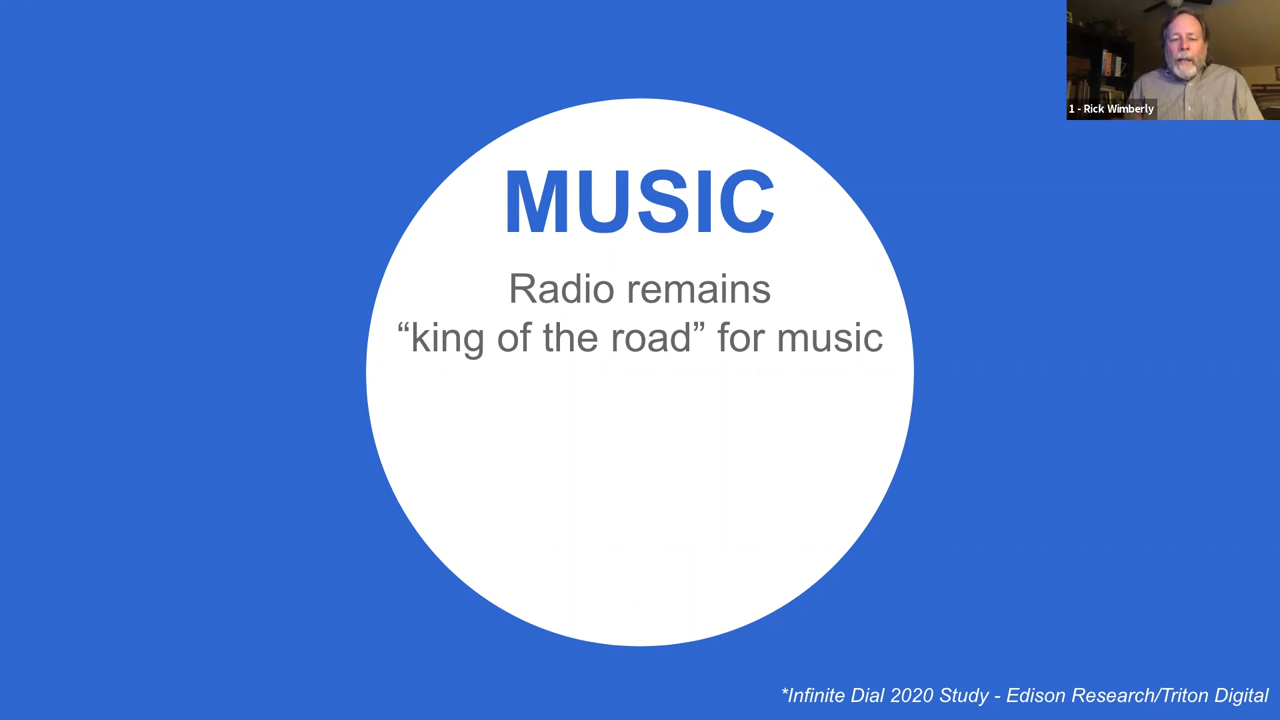 1 - Rick Wimberly
MUSIC
Radio remains
“king of the road” for music
*Infinite Dial 2020 Study - Edison Research/Triton Digital